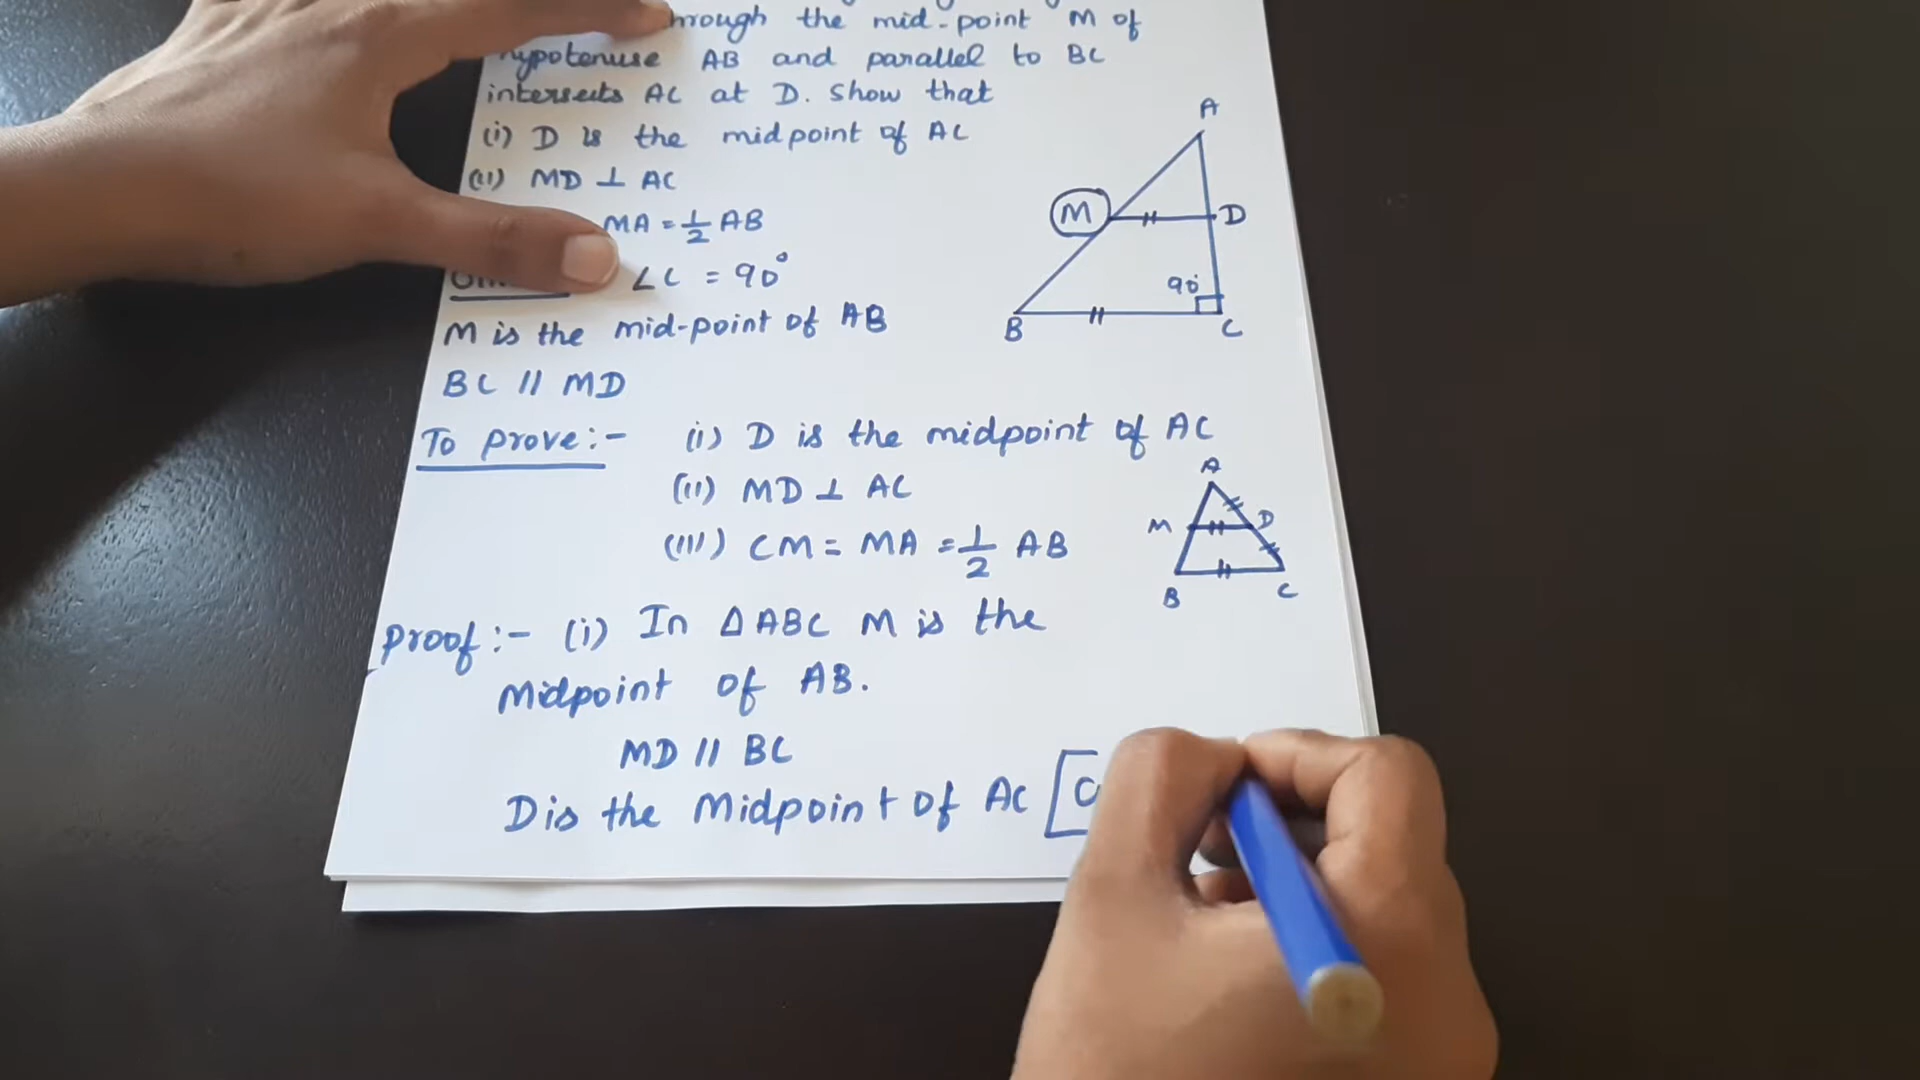 through the mid-point M of
hypotenuse AB and parallel to BC
intersects AC at D. Show that
(i) D is the midpoint of AC
(ii) MD ⊥ AC
MA = 1/2 AB
∠C = 90°
M is the mid-point of AB
BC // MD
To prove:- (i) D is the midpoint of AC
(ii) MD ⊥ AC
(iii) CM = MA = 1/2 AB
Proof:- (i) In △ABC M is the
Midpoint of AB.
MD // BC
D is the Midpoint of AC [C
A
M
D
90°
B
C
A
M
D
B
C